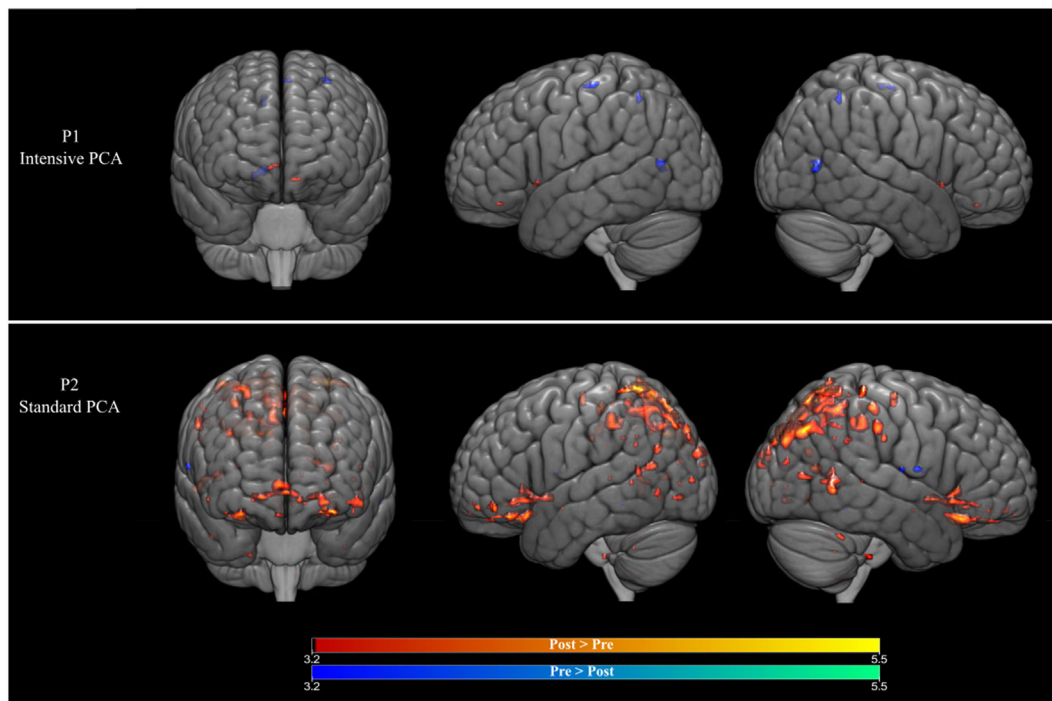 P1
Intensive PCA
P2
Standard PCA
Post > Pre
3.2 5.5
Pre > Post
3.2 5.5